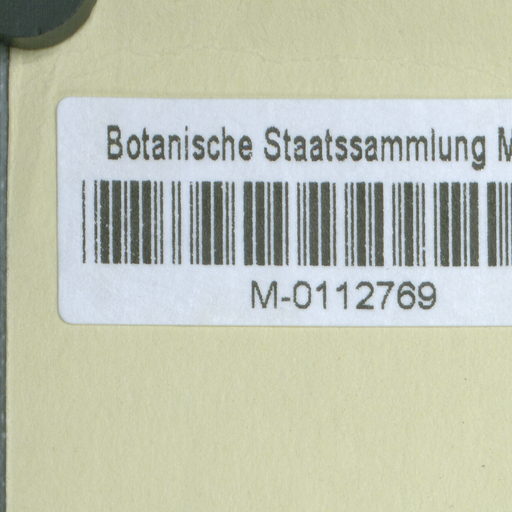 Botanische Staatssammlung M
M-0112769